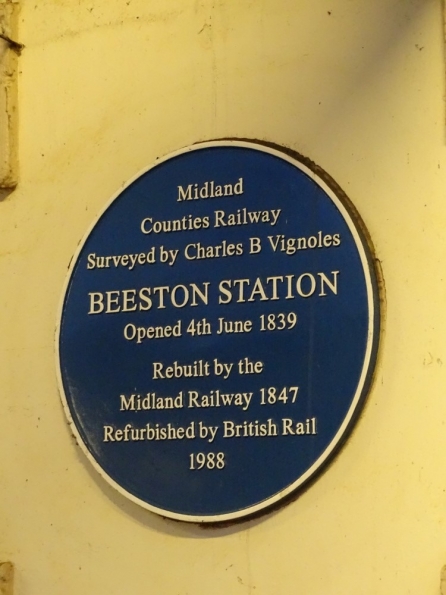 Midland
Counties Railway
Surveyed by Charles B Vignoles
BEESTON STATION
Opened 4th June 1839
Rebuilt by the
Midland Railway 1847
Refurbished by British Rail
1988